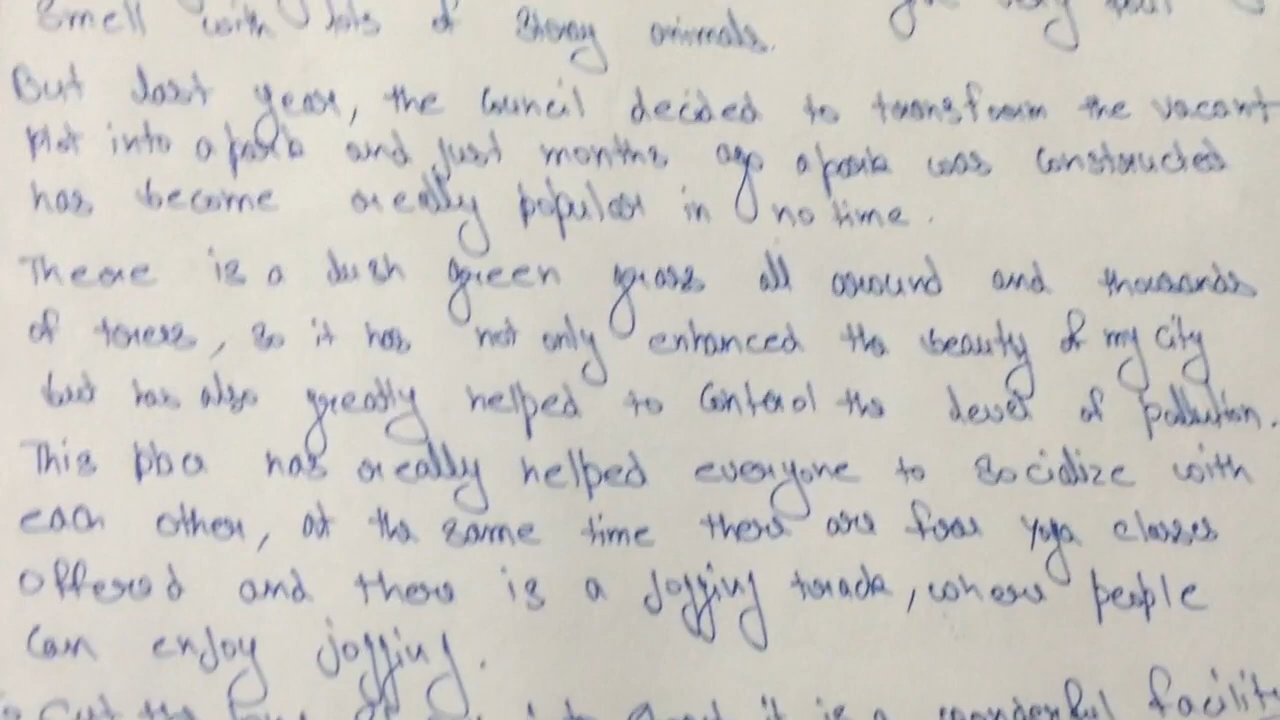 Smell with lots of Stray animals.
But last year, the Council decided to transform the vacant
plot into a park and just months ago a park was constructed
has become really popular in no time.
There is a lush green grass all around and thousands
of trees, so it has not only enhanced the beauty of my city
but has also greatly helped to Control the level of pollution.
This place has really helped everyone to Socialize with
each other, at the same time there are free yoga classes
offered and there is a Jogging track, where people
Can enjoy jogging.
it is a wonderful facility